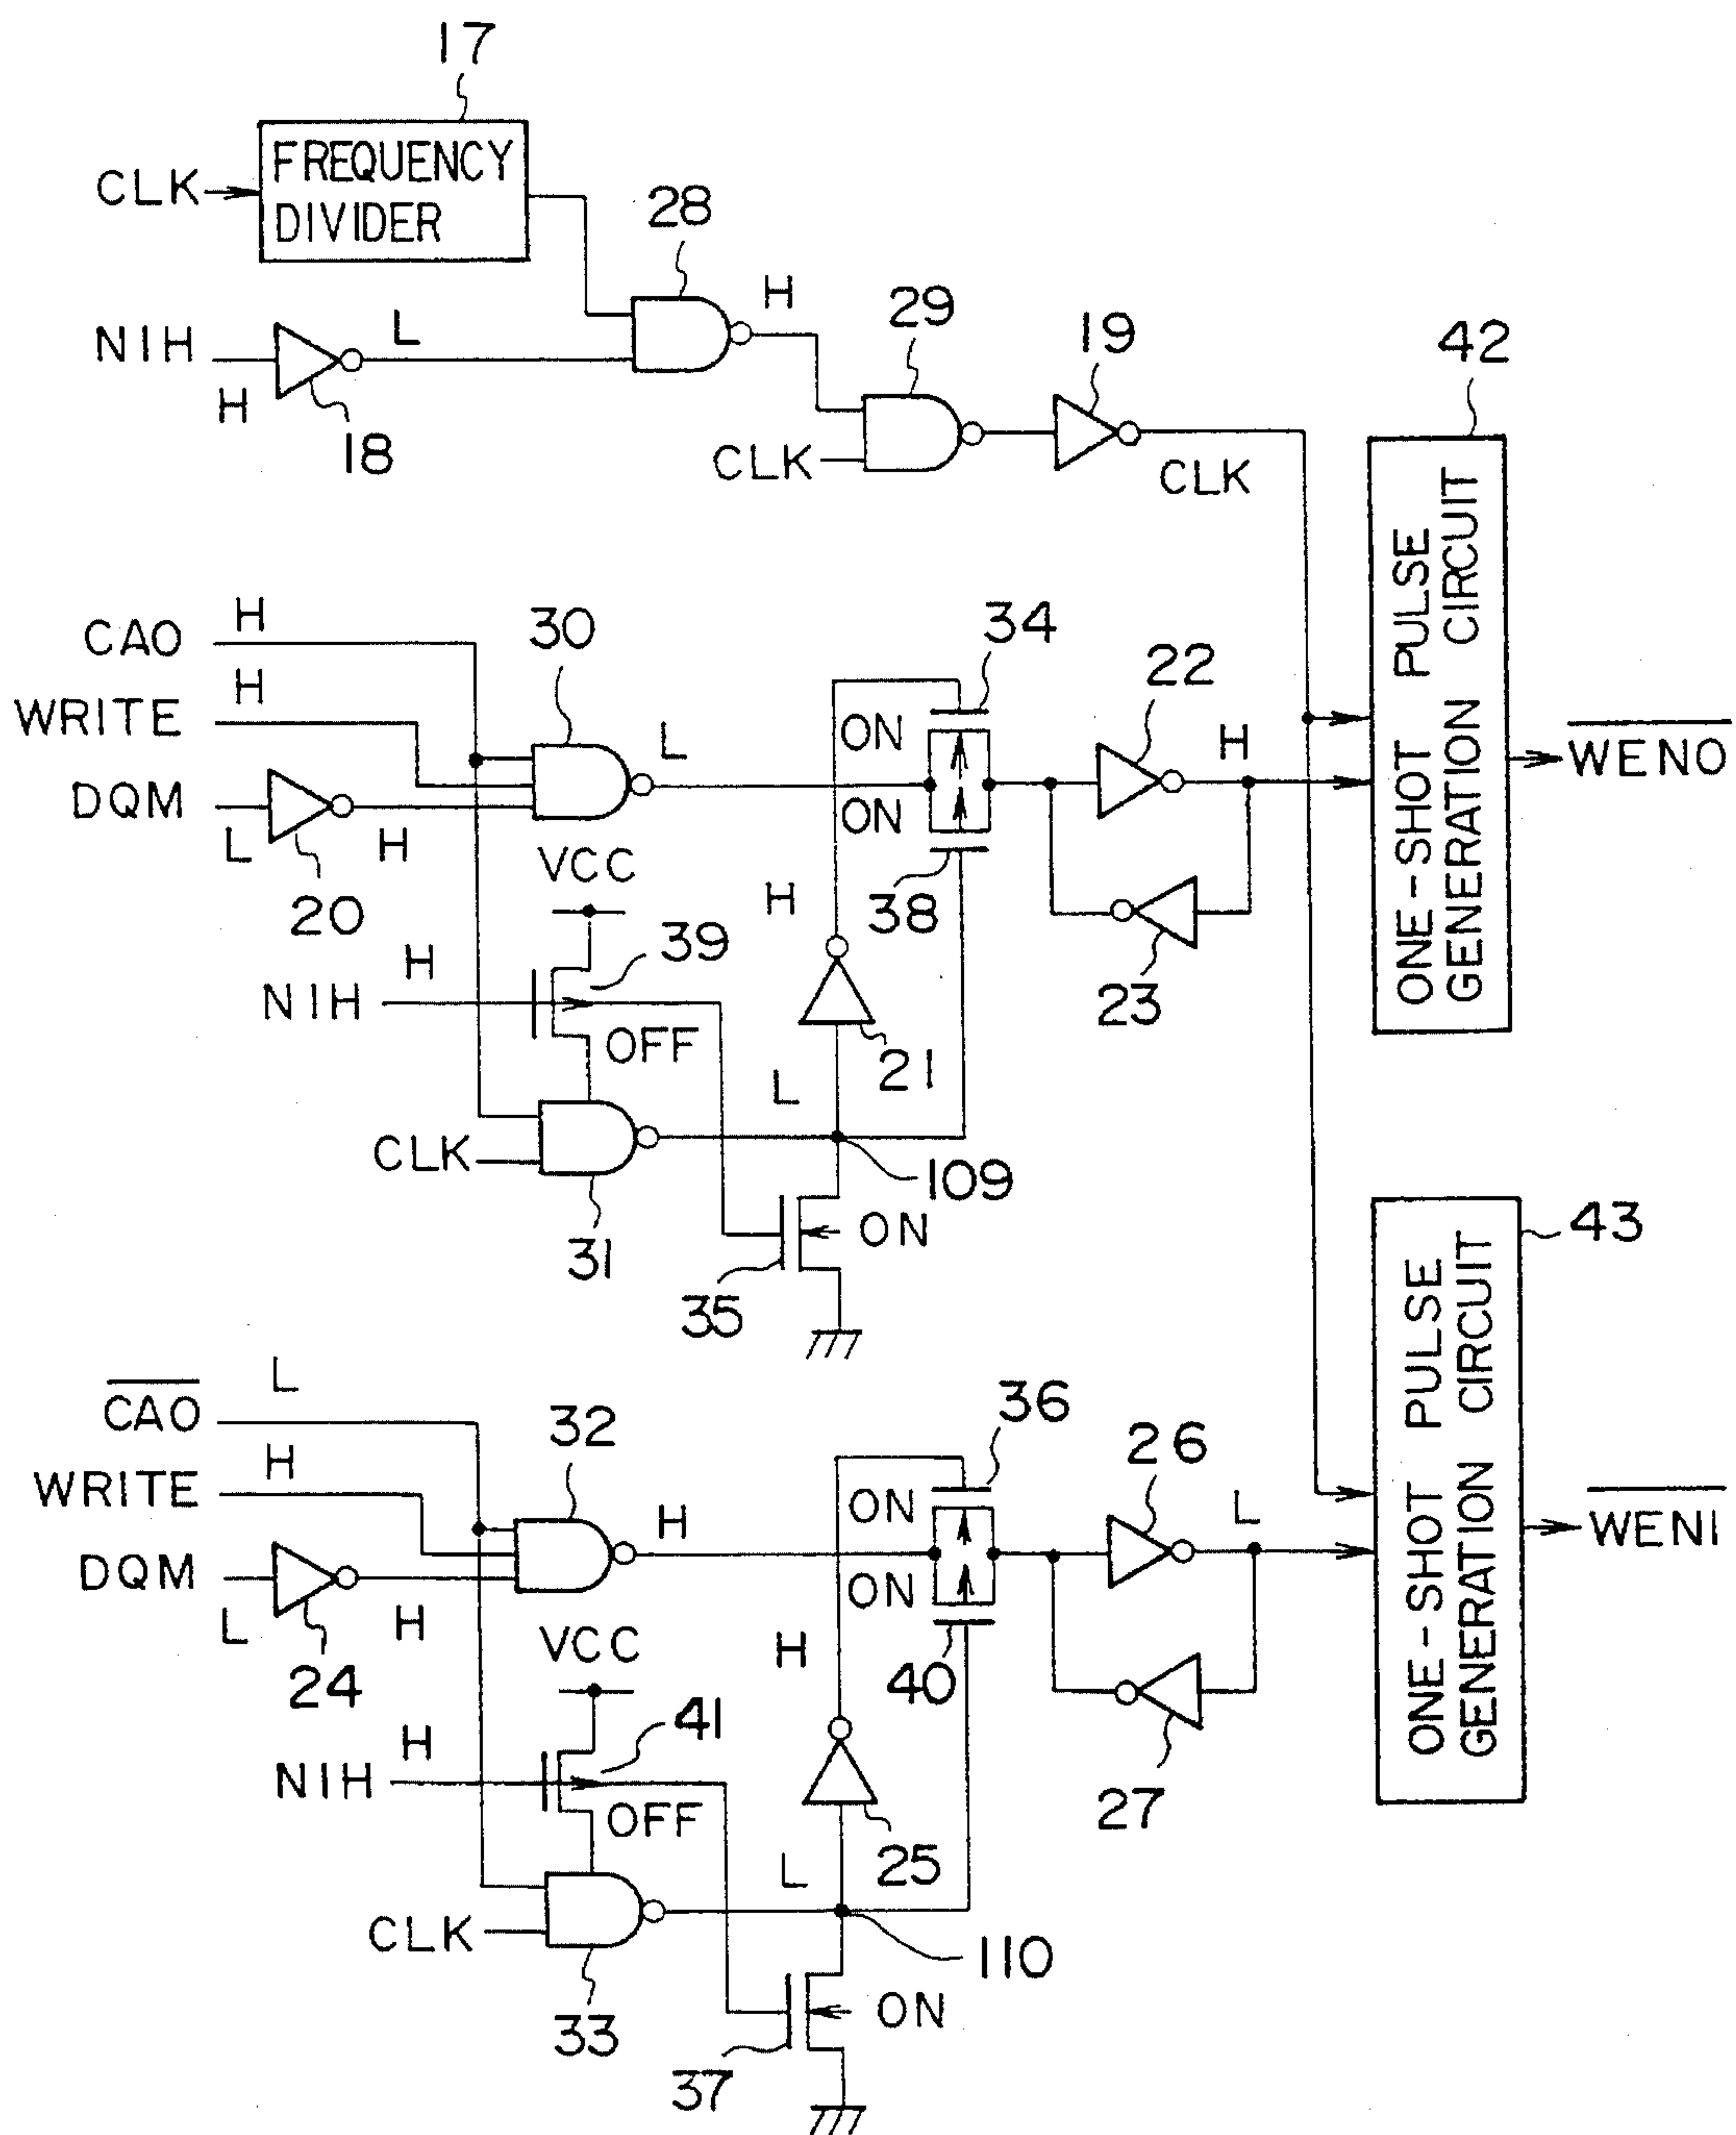 17
CLK
FREQUENCY
DIVIDER
28
H
29
19
NIH
L
H
18
CLK
CLK
42
ONE-SHOT PULSE
GENERATION CIRCUIT
CAO
H
30
34
22
WRITE
H
L
ON
H
WENO
DQM
L
H
20
VCC
ON
38
23
H
39
NIH
H
OFF
21
L
CLK
31
109
ON
35
43
ONE-SHOT PULSE
GENERATION CIRCUIT
CAO
L
32
36
26
WRITE
H
H
ON
L
WENI
DQM
L
H
24
VCC
ON
40
27
H
41
NIH
H
OFF
25
L
CLK
33
110
ON
37